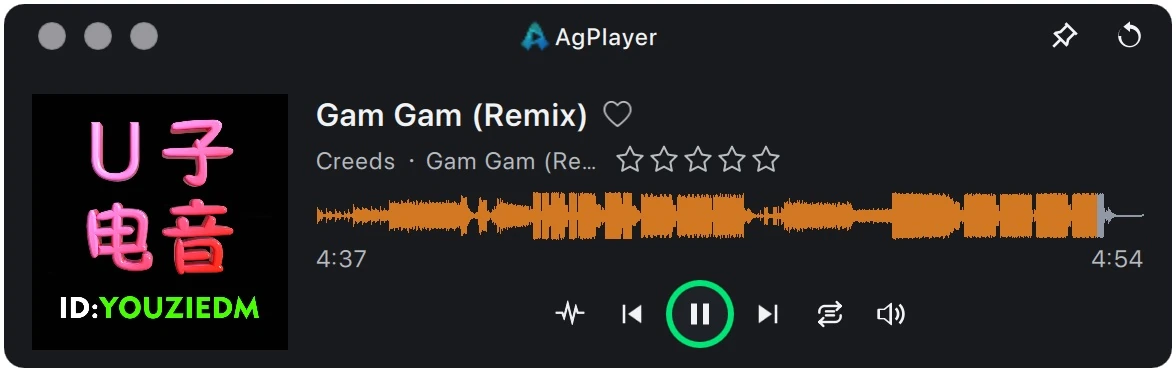 AgPlayer
U子
电音
ID:YOUZIEDM
Gam Gam (Remix)
Creeds · Gam Gam (Re...
4:37
4:54